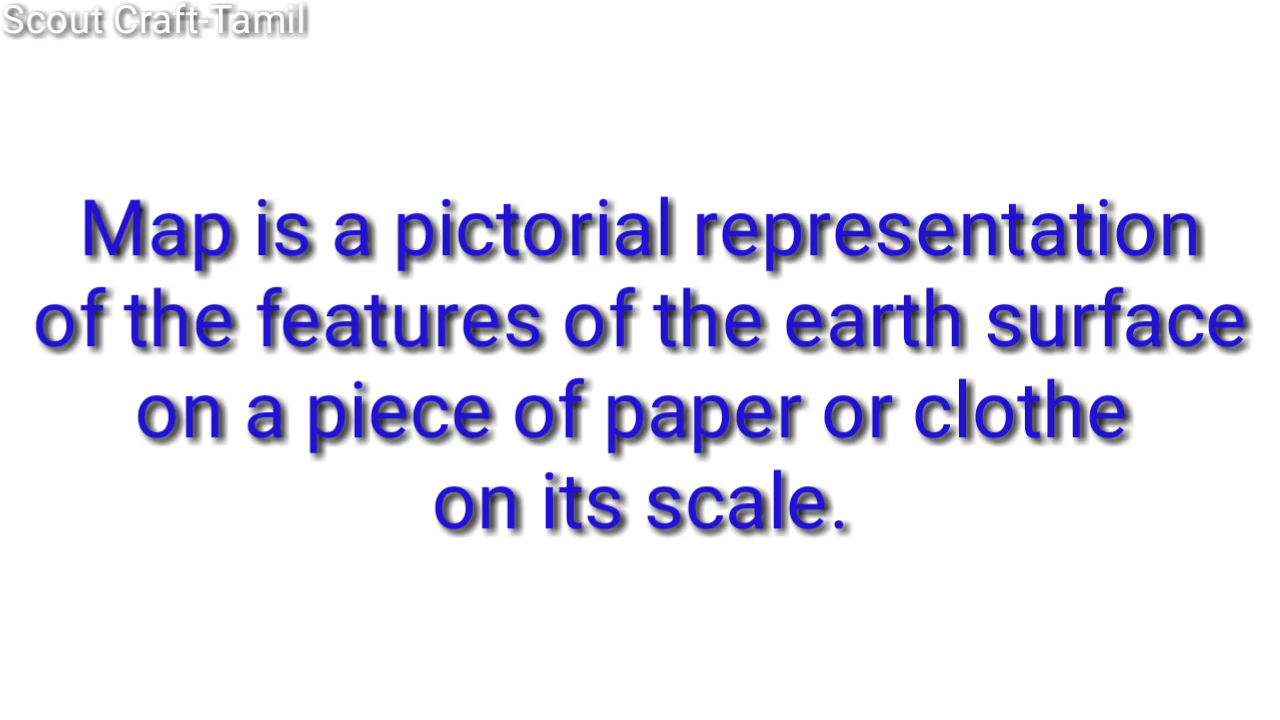 Scout Craft-Tamil
Map is a pictorial representation
of the features of the earth surface
on a piece of paper or clothe
on its scale.